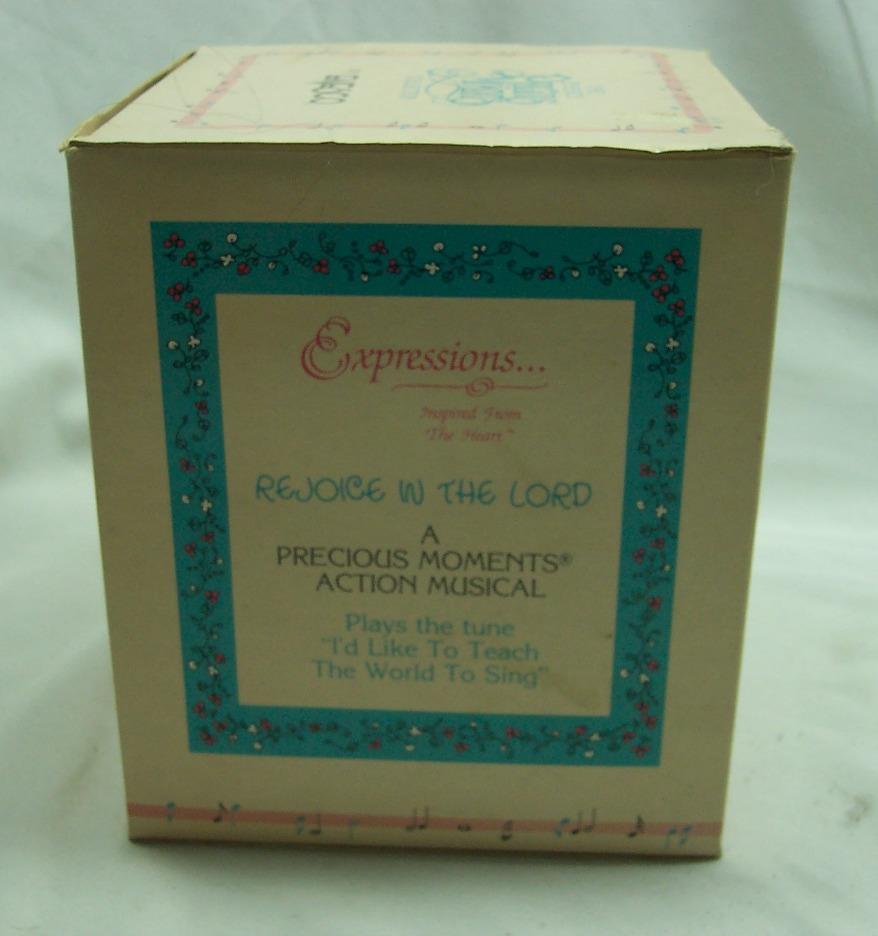 Expressions...
Inspired From
The Heart™
REJOICE IN THE LORD
A
PRECIOUS MOMENTS®
ACTION MUSICAL
Plays the tune
"I'd Like To Teach
The World To Sing"